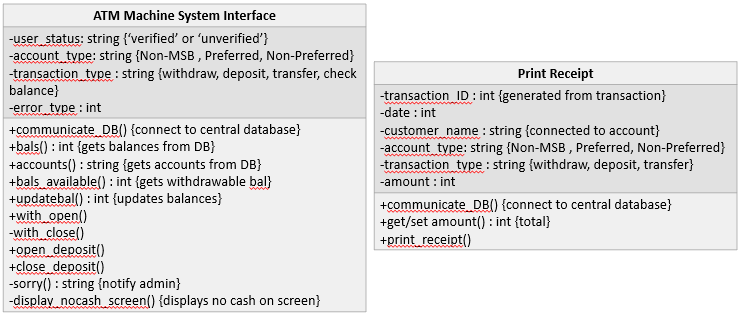 ATM Machine System Interface
-user_status: string {‘verified’ or ‘unverified’}
-account_type: string {Non-MSB , Preferred, Non-Preferred}
-transaction_type : string {withdraw, deposit, transfer, check
balance}
-error_type : int
+communicate_DB() {connect to central database}
+bals() : int {gets balances from DB}
+accounts() : string {gets accounts from DB}
+bals_available() : int {gets withdrawable bal}
+updatebal() : int {updates balances}
+with_open()
-with_close()
+open_deposit()
+close_deposit()
-sorry() : string {notify admin}
-display_nocash_screen() {displays no cash on screen}
Print Receipt
-transaction_ID : int {generated from transaction}
-date : int
-customer_name : string {connected to account}
-account_type: string {Non-MSB , Preferred, Non-Preferred}
-transaction_type : string {withdraw, deposit, transfer}
-amount : int
+communicate_DB() {connect to central database}
+get/set amount() : int {total}
+print_receipt()